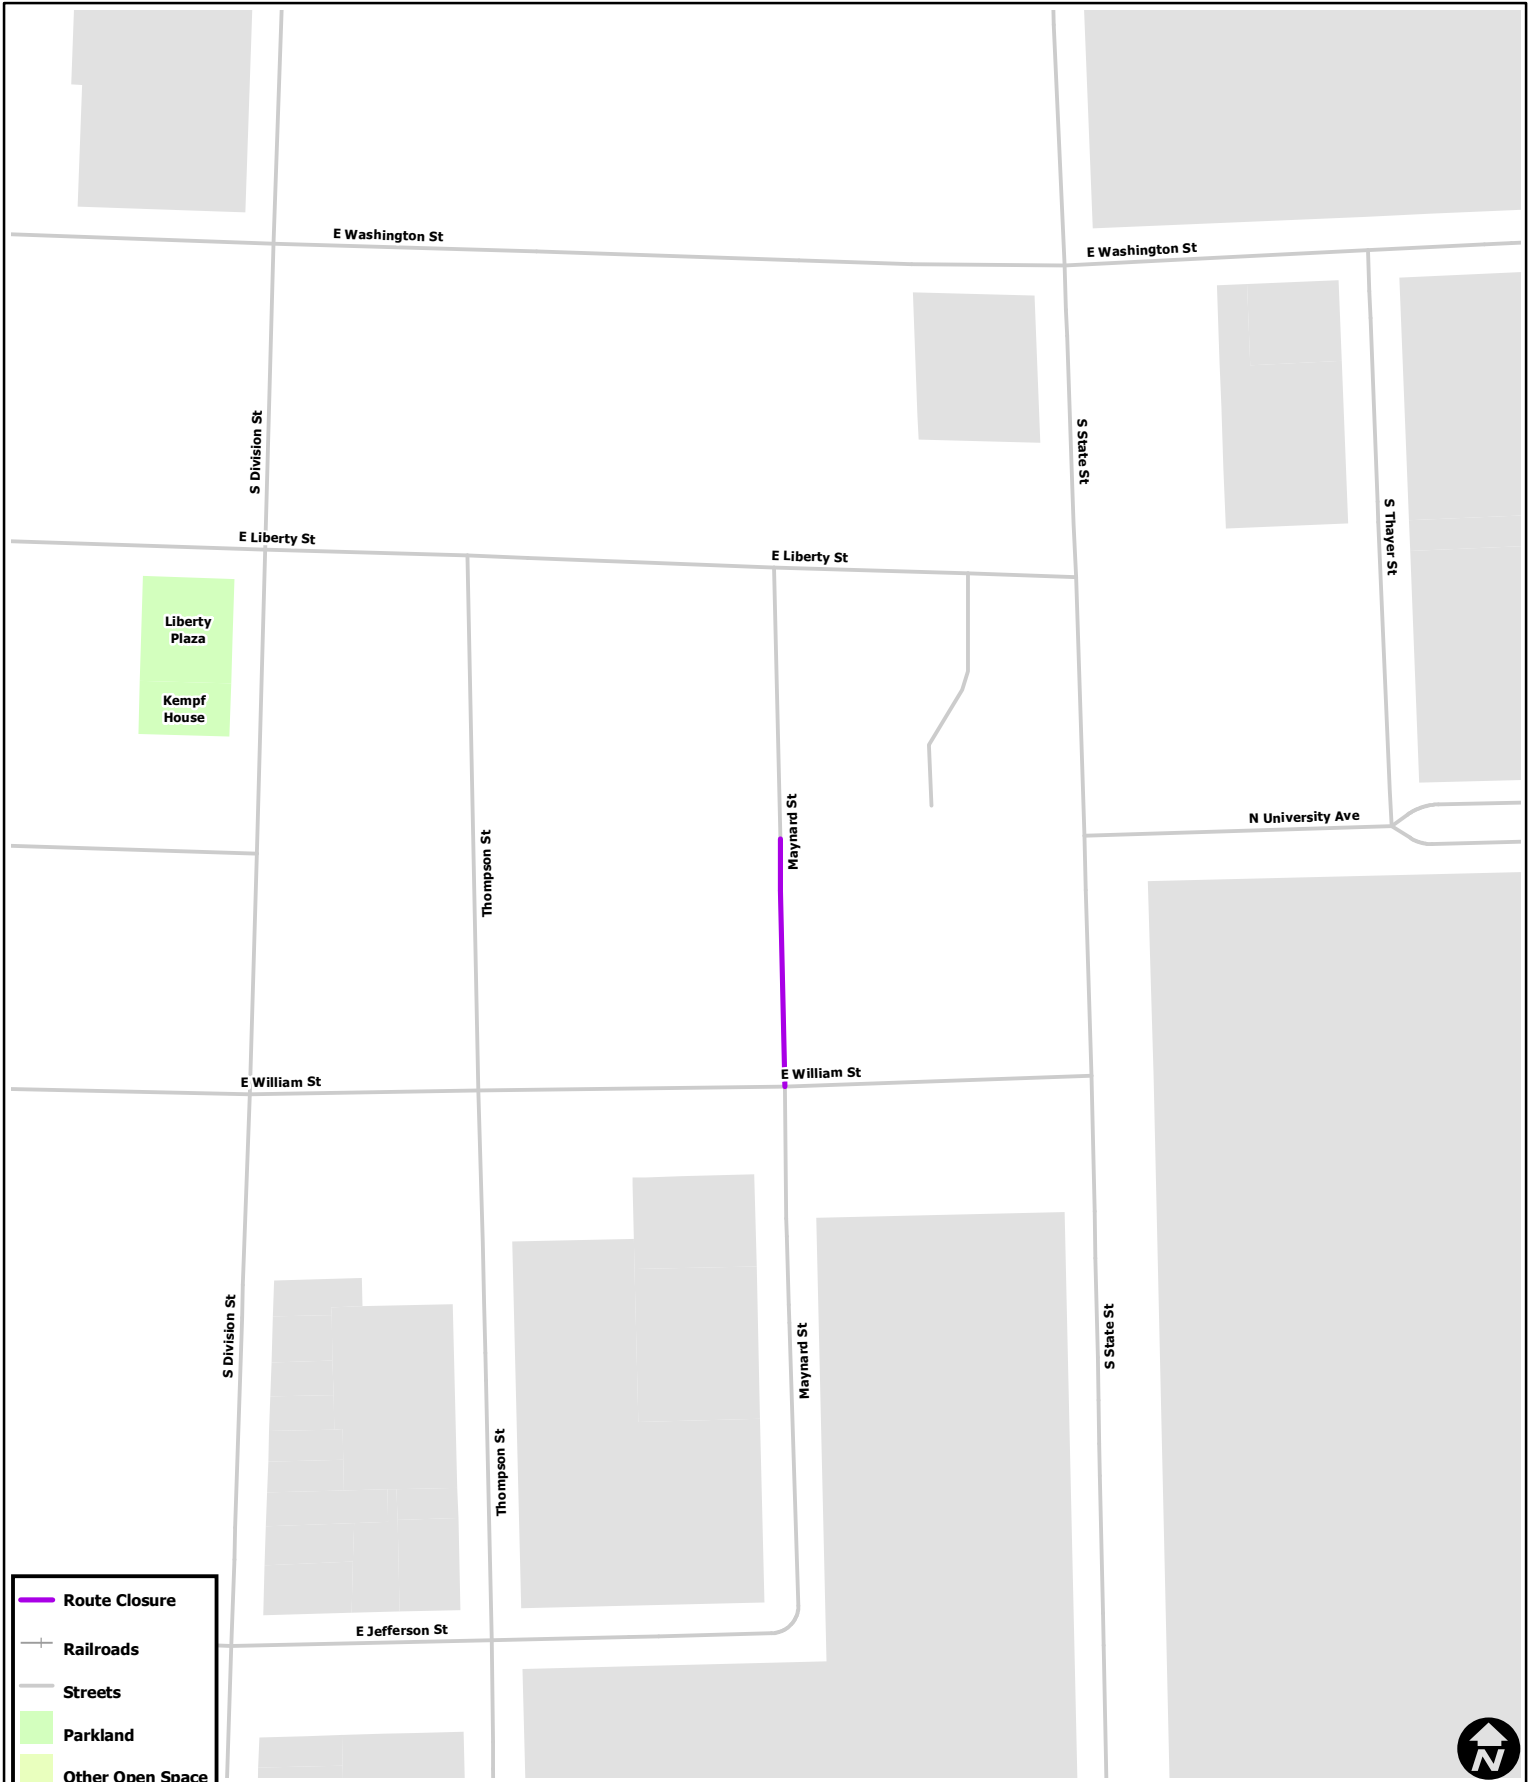 E Washington St
E Washington St
S Division St
S State St
S Thayer St
E Liberty St
E Liberty St
Liberty
Plaza
Kempf
House
Maynard St
Thompson St
N University Ave
E William St
E William St
S Division St
Maynard St
S State St
Thompson St
E Jefferson St
Route Closure
Railroads
Streets
Parkland
Other Open Space
N